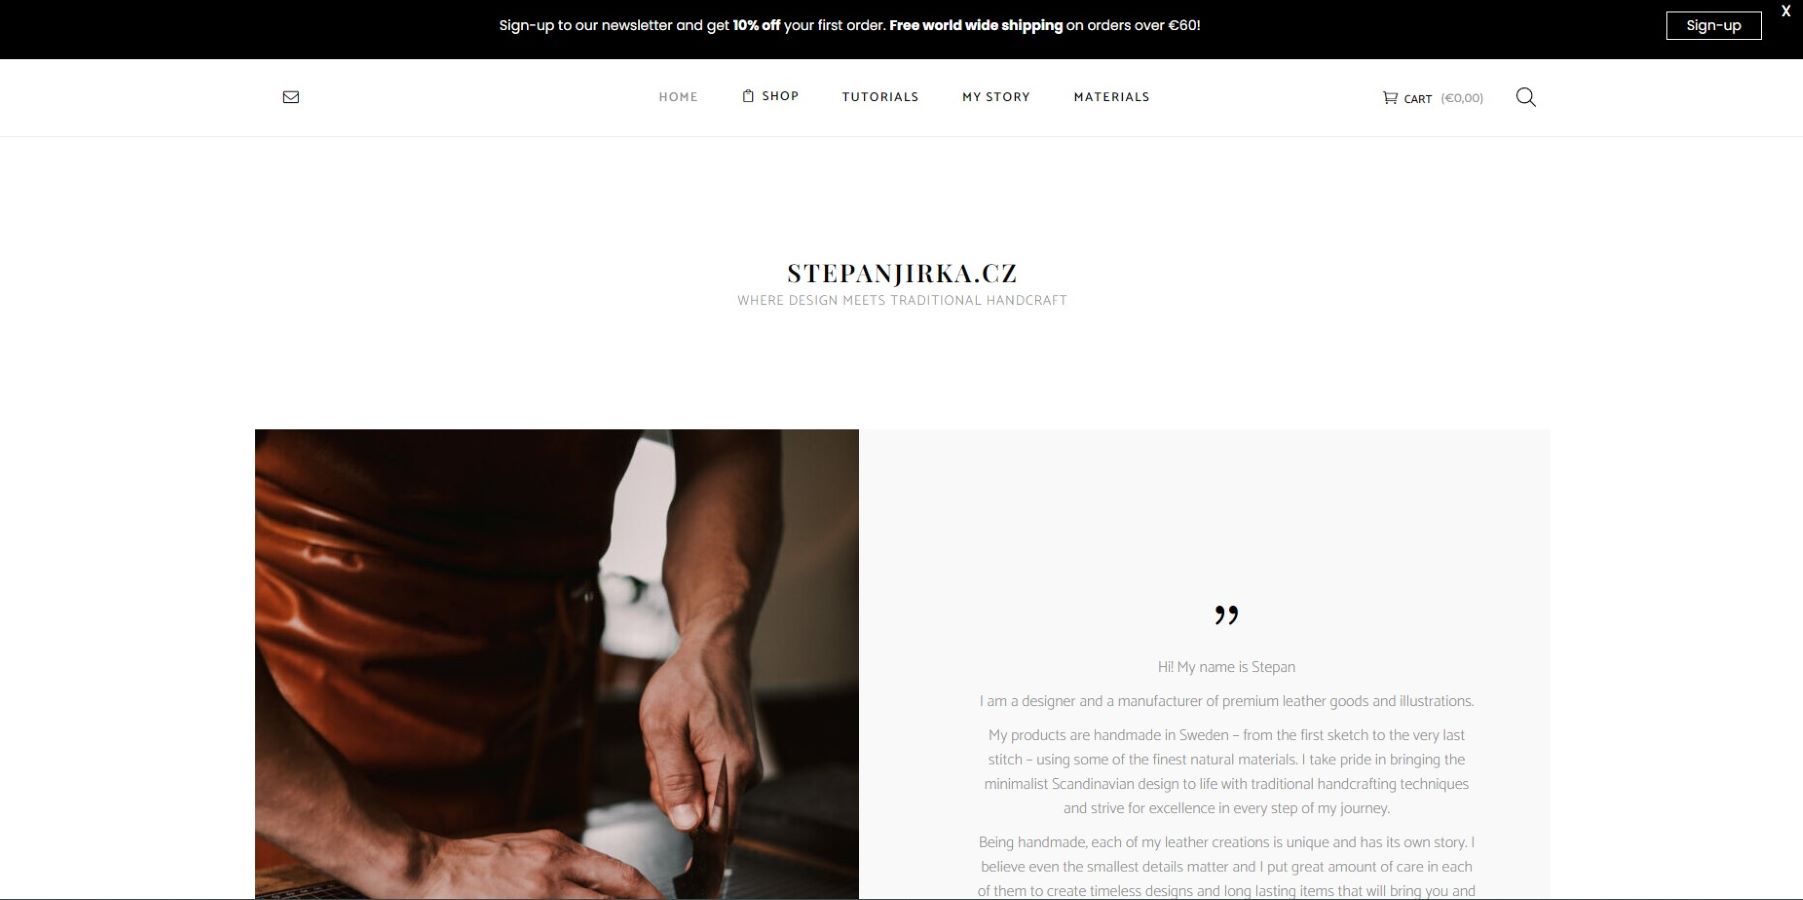 Sign-up to our newsletter and get 10% off your first order. Free world wide shipping on orders over €60!
Sign-up
X
HOME
SHOP
TUTORIALS
MY STORY
MATERIALS
CART (€0,00)
STEPANJIRKA.CZ
WHERE DESIGN MEETS TRADITIONAL HANDCRAFT
”
Hi! My name is Stepan
I am a designer and a manufacturer of premium leather goods and illustrations.
My products are handmade in Sweden – from the first sketch to the very last
stitch – using some of the finest natural materials. I take pride in bringing the
minimalist Scandinavian design to life with traditional handcrafting techniques
and strive for excellence in every step of my journey.
Being handmade, each of my leather creations is unique and has its own story. I
believe even the smallest details matter and I put great amount of care in each
of them to create timeless designs and long lasting items that will bring you and